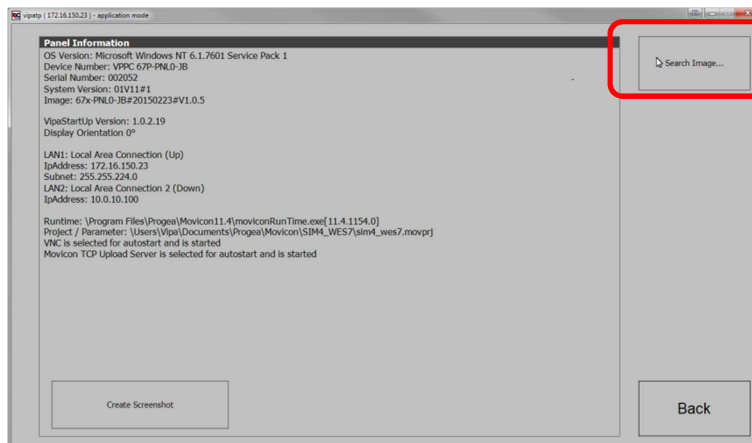 vipatp ( 172.16.150.23 ) - application mode
Panel Information
OS Version: Microsoft Windows NT 6.1.7601 Service Pack 1
Device Number: VPPC 67P-PNL0-JB
Serial Number: 002052
System Version: 01V11#1
Image: 67x-PNL0-JB#20150223#V1.0.5
VipaStartUp Version: 1.0.2.19
Display Orientation 0°
LAN1: Local Area Connection (Up)
IpAddress: 172.16.150.23
Subnet: 255.255.224.0
LAN2: Local Area Connection 2 (Down)
IpAddress: 10.0.10.100
Runtime: \Program Files\Progea\Movicon11.4\moviconRunTime.exe[11.4.1154.0]
Project / Parameter: \Users\Vipa\Documents\Progea\Movicon\SIM4_WES7\sim4_wes7.movprj
VNC is selected for autostart and is started
Movicon TCP Upload Server is selected for autostart and is started
Search Image...
Create Screenshot
Back